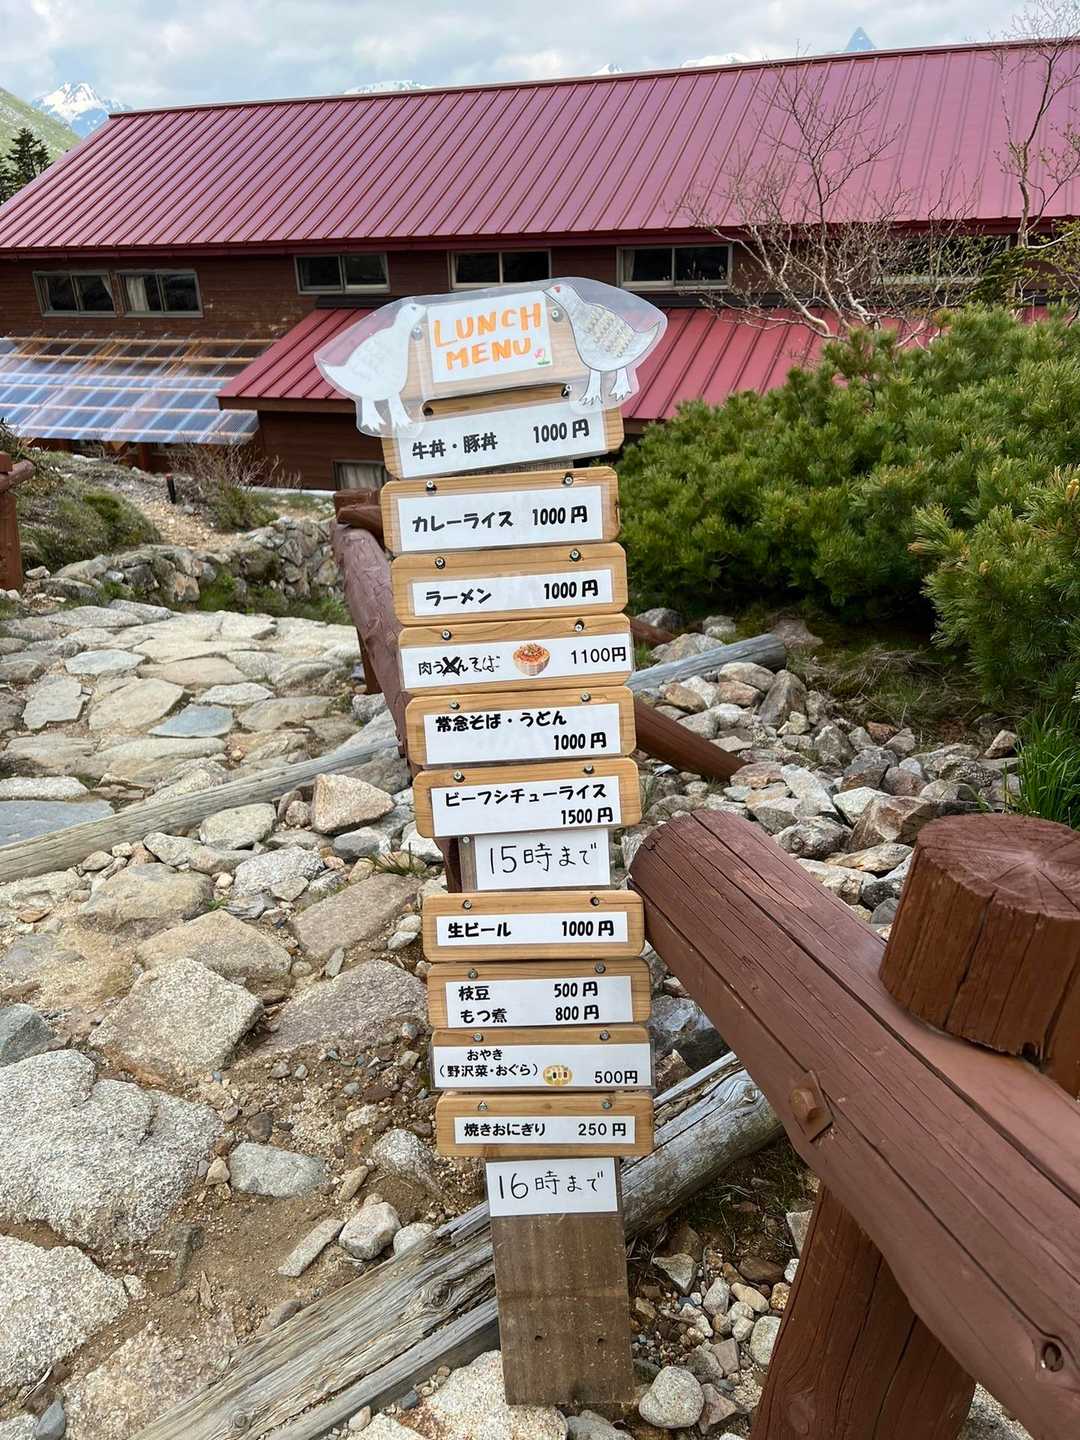 LUNCH
MENU
牛丼・豚丼 1000円
カレーライス 1000円
ラーメン 1000円
肉うどんそば 1100円
常念そば・うどん
1000円
ビーフシチューライス
1500円
15時まで
生ビール 1000円
枝豆 500円
もつ煮 800円
おやき
(野沢菜・おぐら) 500円
焼きおにぎり 250円
16時まで